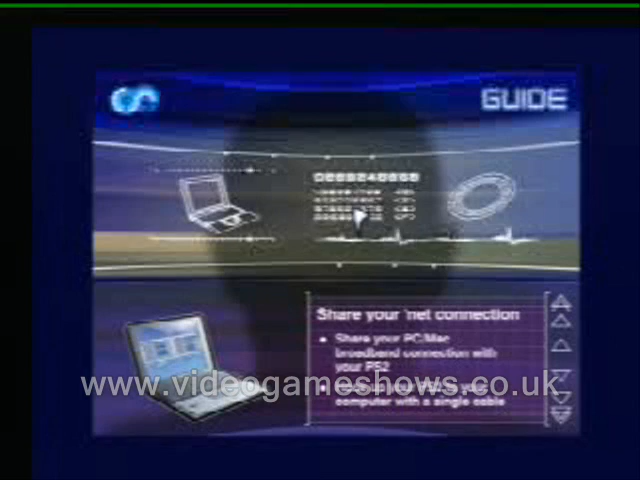 GUIDE
Share your 'net connection
• Share your PC/Mac
broadband connection with
your PS2
www.videogameshows.co.uk
computer with a single cable